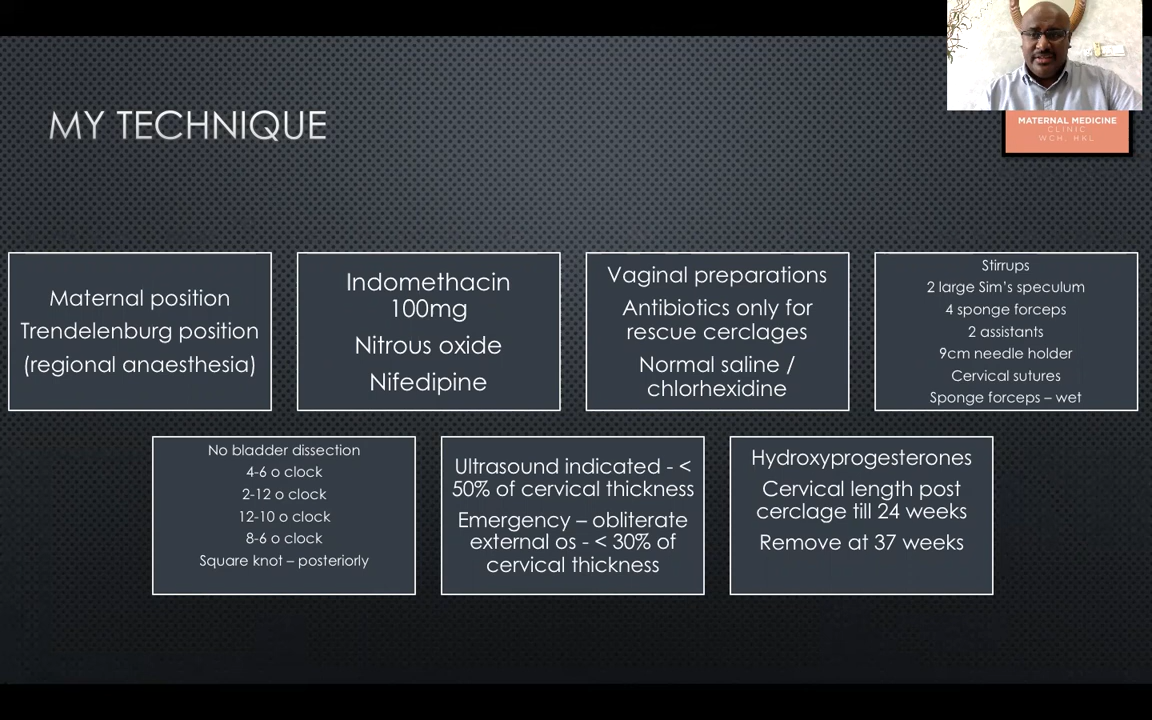 MATERNAL MEDICINE
CLINIC
WCH, HKL
MY TECHNIQUE
Maternal position
Trendelenburg position
(regional anaesthesia)
Indomethacin
100mg
Nitrous oxide
Nifedipine
Vaginal preparations
Antibiotics only for
rescue cerclages
Normal saline /
chlorhexidine
Stirrups
2 large Sim's speculum
4 sponge forceps
2 assistants
9cm needle holder
Cervical sutures
Sponge forceps – wet
No bladder dissection
4-6 o clock
2-12 o clock
12-10 o clock
8-6 o clock
Square knot – posteriorly
Ultrasound indicated - <
50% of cervical thickness
Emergency – obliterate
external os - < 30% of
cervical thickness
Hydroxyprogesterones
Cervical length post
cerclage till 24 weeks
Remove at 37 weeks